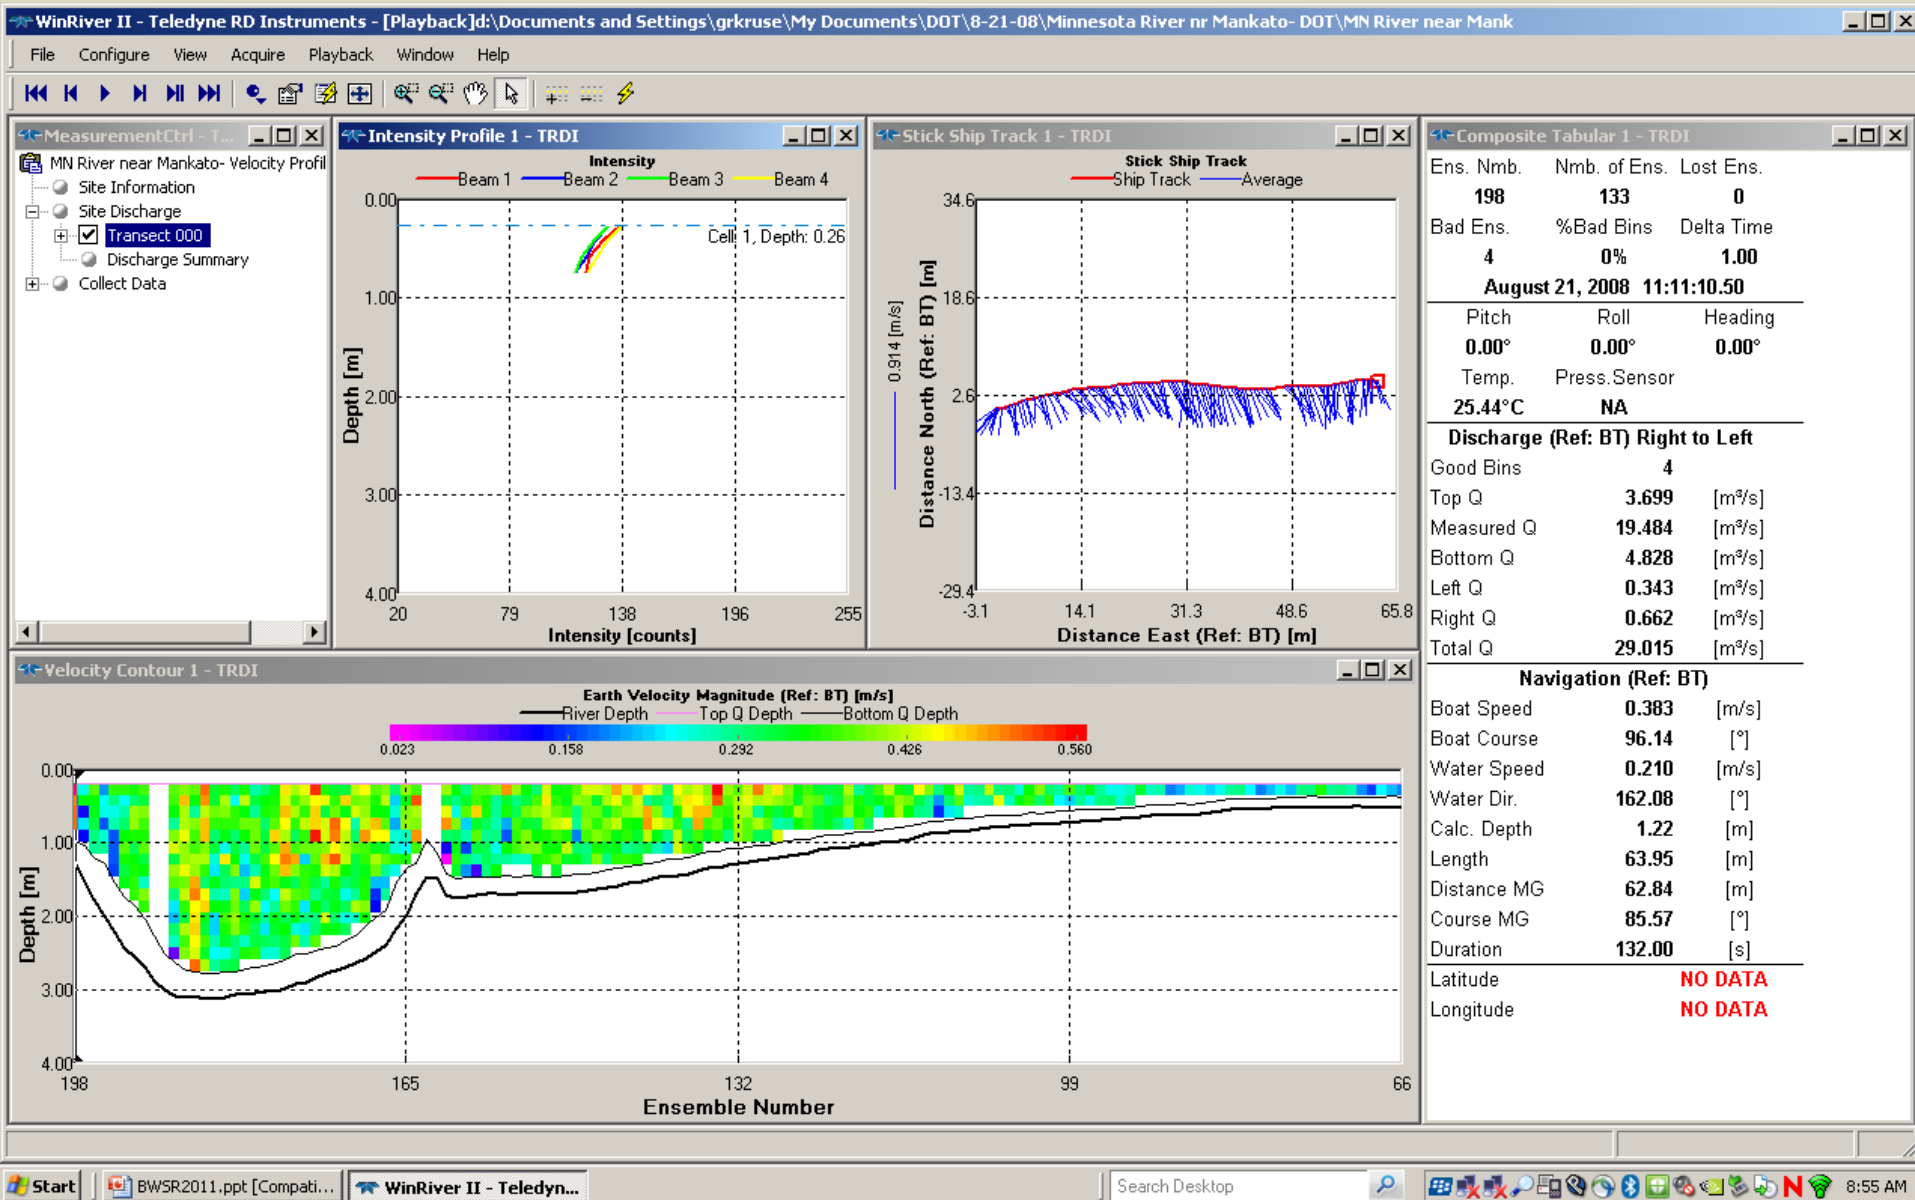 WinRiver II - Teledyne RD Instruments - [Playback]d:\Documents and Settings\grkruse\My Documents\DOT\8-21-08\Minnesota River nr Mankato- DOT\MN River near Mank
File Configure View Acquire Playback Window Help
MeasurementCtrl - T...
MN River near Mankato- Velocity Profil
Site Information
Site Discharge
Transect 000
Discharge Summary
Collect Data
Intensity Profile 1 - TRDI
Intensity
Beam 1 Beam 2 Beam 3 Beam 4
0.00
Cell: 1, Depth: 0.26
1.00
2.00
3.00
4.00
Depth [m]
20 79 138 196 255
Intensity [counts]
Stick Ship Track 1 - TRDI
Stick Ship Track
Ship Track Average
34.6
18.6
2.6
-13.4
-29.4
0.914 [m/s]
Distance North (Ref: BT) [m]
-3.1 14.1 31.3 48.6 65.8
Distance East (Ref: BT) [m]
Composite Tabular 1 - TRDI
Ens. Nmb. Nmb. of Ens. Lost Ens.
198 133 0
Bad Ens. %Bad Bins Delta Time
4 0% 1.00
August 21, 2008 11:11:10.50
Pitch Roll Heading
0.00° 0.00° 0.00°
Temp. Press.Sensor
25.44°C NA
Discharge (Ref: BT) Right to Left
Good Bins 4
Top Q 3.699 [m³/s]
Measured Q 19.484 [m³/s]
Bottom Q 4.828 [m³/s]
Left Q 0.343 [m³/s]
Right Q 0.662 [m³/s]
Total Q 29.015 [m³/s]
Navigation (Ref: BT)
Boat Speed 0.383 [m/s]
Boat Course 96.14 [°]
Water Speed 0.210 [m/s]
Water Dir. 162.08 [°]
Calc. Depth 1.22 [m]
Length 63.95 [m]
Distance MG 62.84 [m]
Course MG 85.57 [°]
Duration 132.00 [s]
Latitude NO DATA
Longitude NO DATA
Velocity Contour 1 - TRDI
Earth Velocity Magnitude (Ref: BT) [m/s]
River Depth Top Q Depth Bottom Q Depth
0.023 0.158 0.292 0.426 0.560
0.00
1.00
2.00
3.00
4.00
Depth [m]
198 165 132 99 66
Ensemble Number
Start
BWSR2011.ppt [Compati...
WinRiver II - Teledyn...
Search Desktop
N
8:55 AM